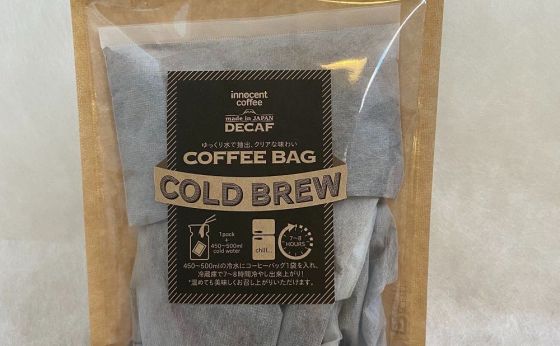 innocent
coffee
made in JAPAN
DECAF
ゆっくり水で抽出、クリアな味わい
COFFEE BAG
COLD BREW
1pack
+
450~500ml
cold water
chill...
7~8
HOURS
450~500mlの冷水にコーヒーバッグ1袋を入れ、
冷蔵庫で7~8時間冷やし出来上がり!
*温めても美味しくお召し上がりいただけます。